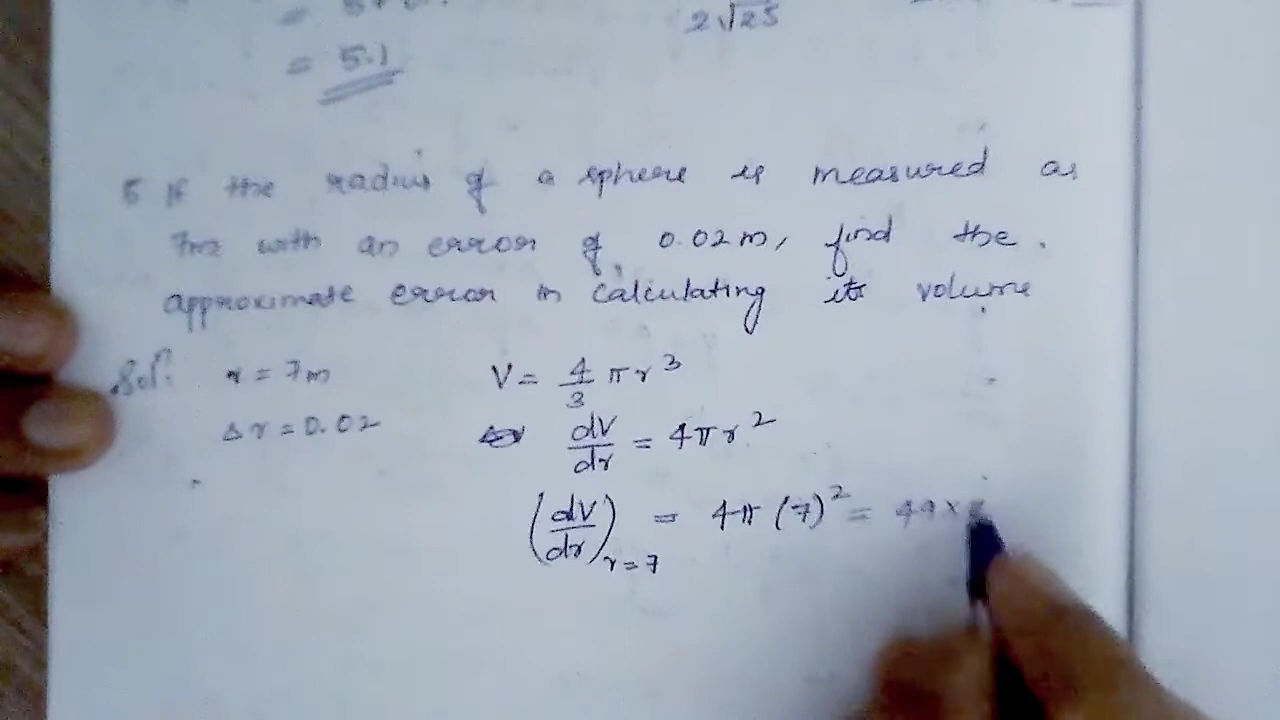 2√25
= 5.1
5 If the radius of a sphere is measured as
7m with an error of 0.02m, find the
approximate error in calculating its volume
Sol: r = 7m V = 4/3 πr³
Δr = 0.02 dV/dr = 4πr²
(dV/dr)r=7 = 4π(7)² = 49×